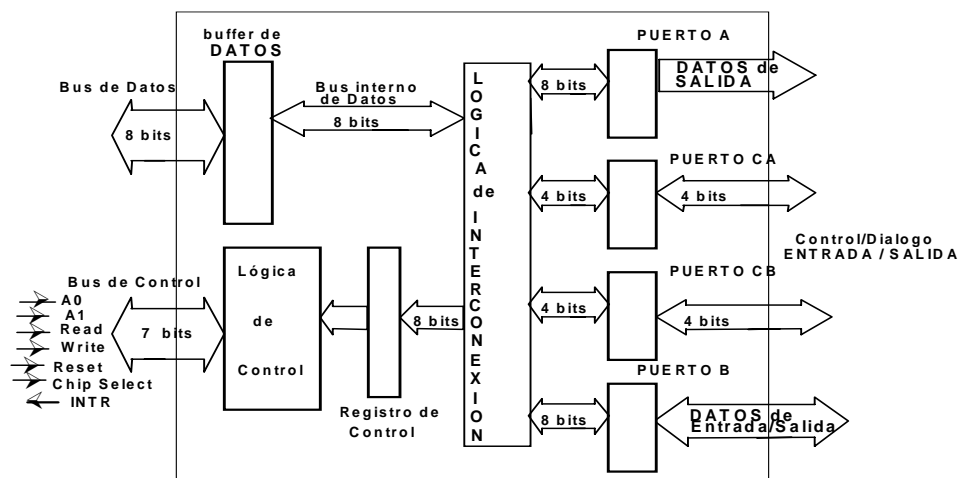 buffer de
DATOS
PUERTO A
Bus de Datos
8 bits
Bus interno
de Datos
8 bits
LOGICA de INTERCONEXION
8 bits
DATOS de
SALIDA
PUERTO CA
4 bits
4 bits
Control/Dialogo
ENTRADA / SALIDA
PUERTO CB
4 bits
4 bits
PUERTO B
8 bits
DATOS de
Entrada/Salida
Bus de Control
7 bits
A0
A1
Read
Write
Reset
Chip Select
INTR
Lógica
de
Control
8 bits
Registro de
Control